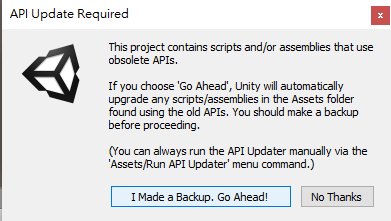 API Update Required
x
This project contains scripts and/or assemblies that use
obsolete APIs.
If you choose 'Go Ahead', Unity will automatically
upgrade any scripts/assemblies in the Assets folder
found using the old APIs. You should make a backup
before proceeding.
(You can always run the API Updater manually via the
'Assets/Run API Updater' menu command.)
I Made a Backup. Go Ahead!
No Thanks